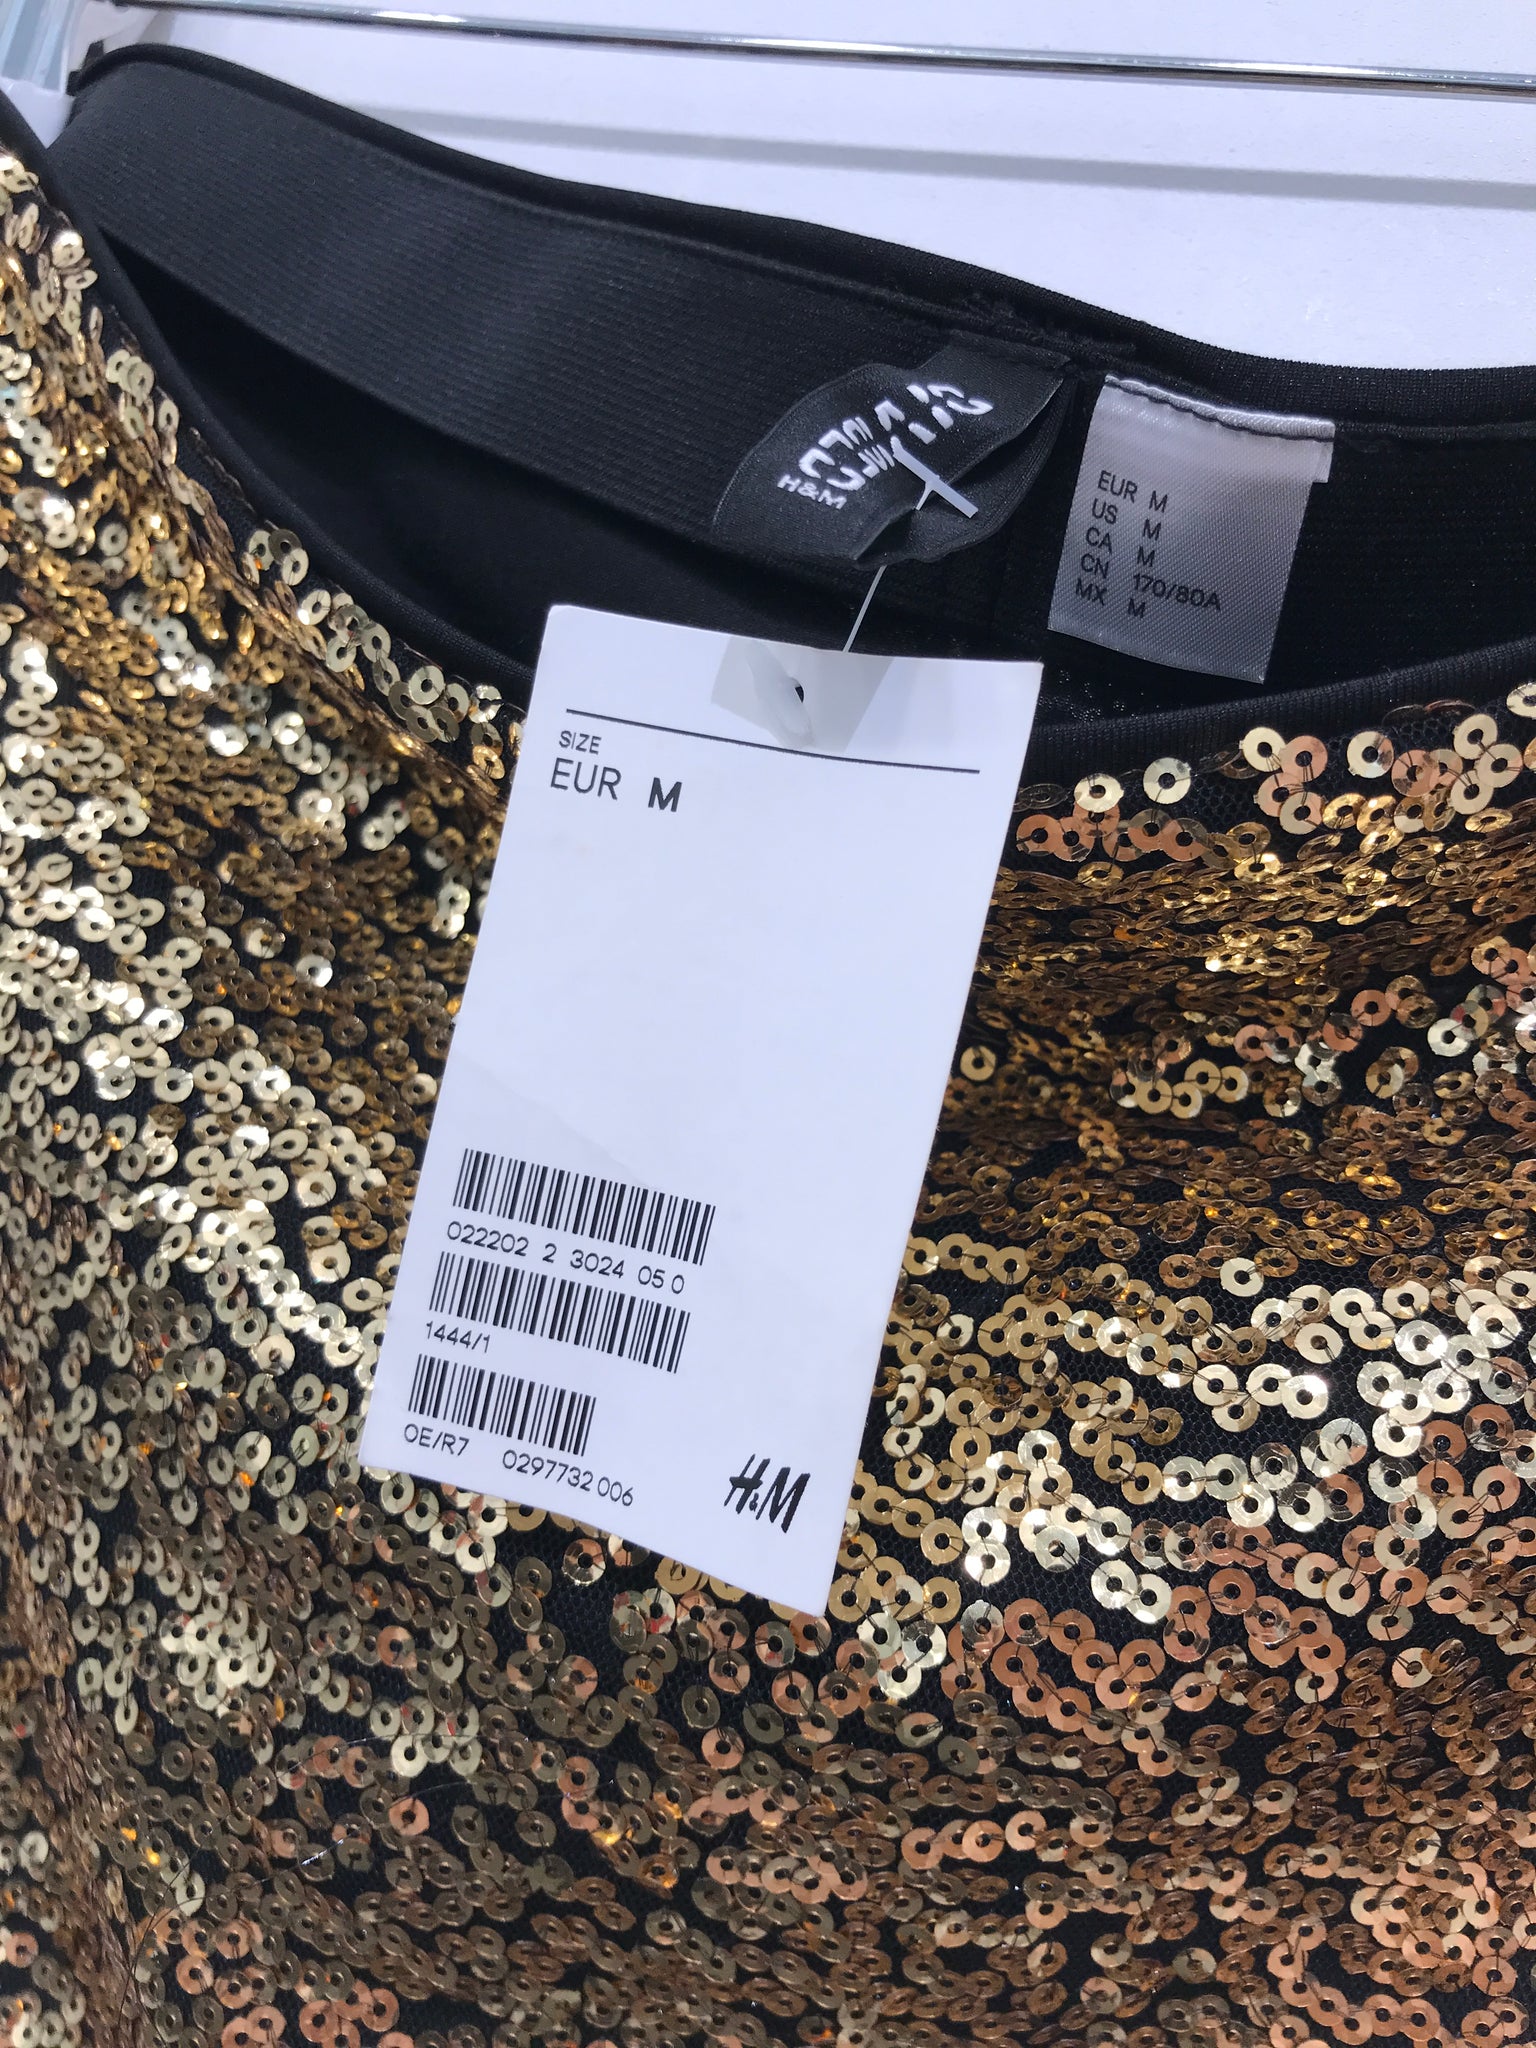 H&M
EUR M
US M
CA M
CN 170/80A
MX M
SIZE
EUR M
022202 2 3024 05 0
1444/1
OE/R7 0297732 006
H&M